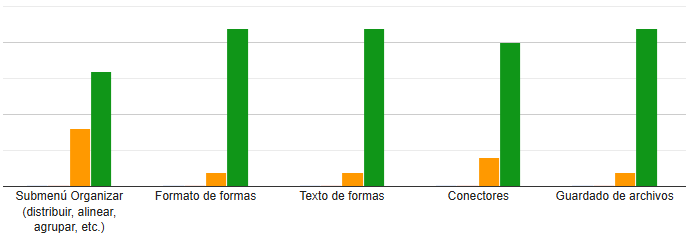 Submenú Organizar
(distribuir, alinear,
agrupar, etc.)
Formato de formas
Texto de formas
Conectores
Guardado de archivos